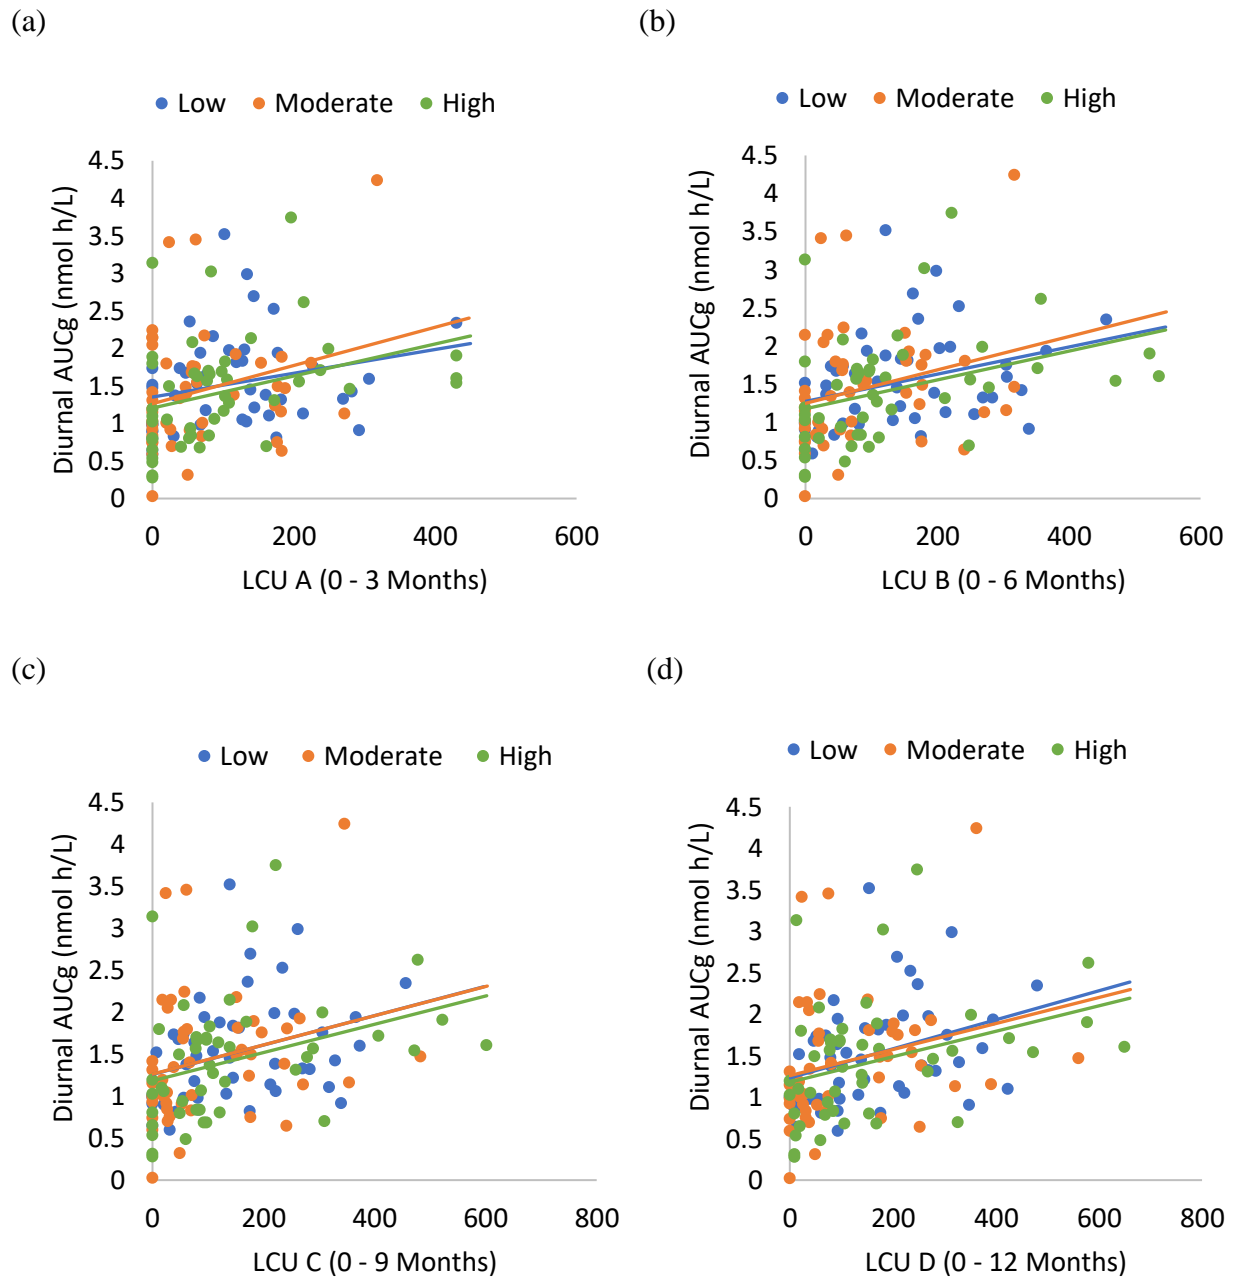 (a)
(b)
Low Moderate High
Low Moderate High
Diurnal AUCg (nmol h/L)
4.5
4
3.5
3
2.5
2
1.5
1
0.5
0
0 200 400 600
LCU A (0 - 3 Months)
Diurnal AUCg (nmol h/L)
4.5
4
3.5
3
2.5
2
1.5
1
0.5
0
0 200 400 600
LCU B (0 - 6 Months)
(c)
(d)
Low Moderate High
Low Moderate High
Diurnal AUCg (nmol h/L)
4.5
4
3.5
3
2.5
2
1.5
1
0.5
0
0 200 400 600 800
LCU C (0 - 9 Months)
Diurnal AUCg (nmol h/L)
4.5
4
3.5
3
2.5
2
1.5
1
0.5
0
0 200 400 600 800
LCU D (0 - 12 Months)